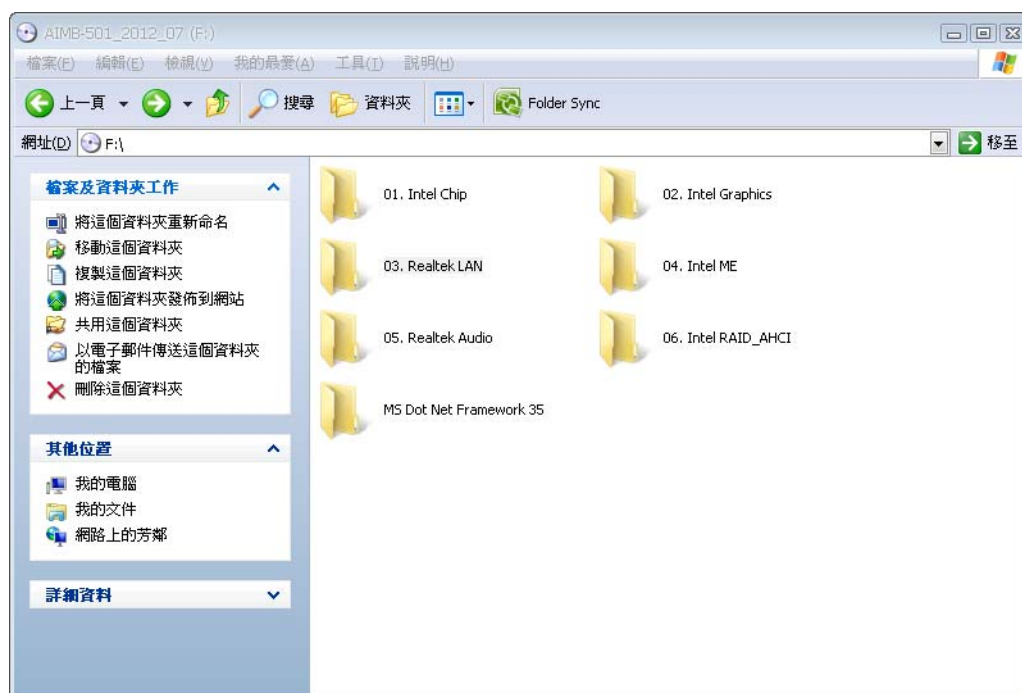 AIMB-501_2012_07 (F:)
檔案(F) 編輯(E) 檢視(V) 我的最愛(A) 工具(T) 說明(H)
上一頁 搜尋 資料夾 Folder Sync
網址(D) F:\ 移至
檔案及資料夾工作
將這個資料夾重新命名
移動這個資料夾
複製這個資料夾
將這個資料夾發佈到網站
共用這個資料夾
以電子郵件傳送這個資料夾
的檔案
刪除這個資料夾
其他位置
我的電腦
我的文件
網路上的芳鄰
詳細資料
01. Intel Chip
02. Intel Graphics
03. Realtek LAN
04. Intel ME
05. Realtek Audio
06. Intel RAID_AHCI
MS Dot Net Framework 35